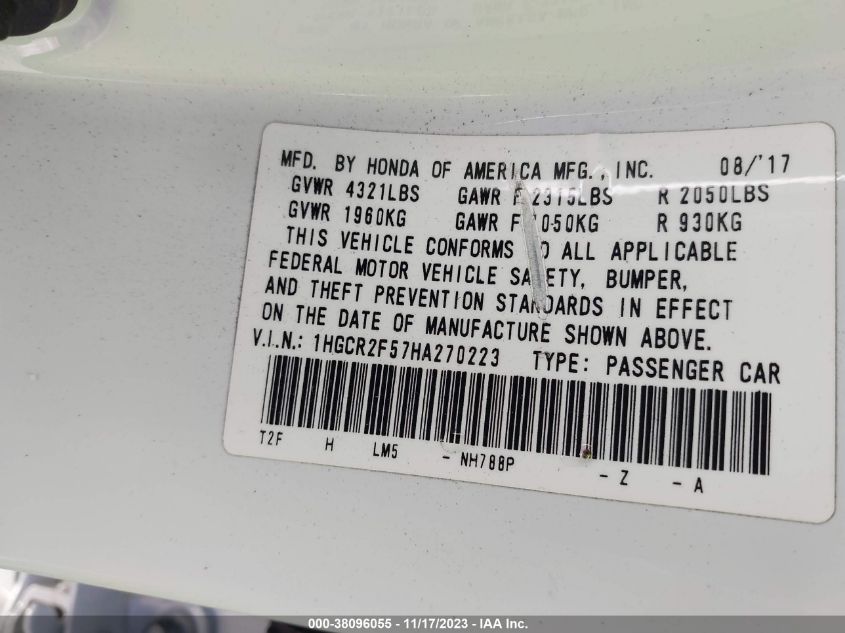 MFD. BY HONDA OF AMERICA MFG., INC. 08/'17
GVWR 4321LBS GAWR F 2315LBS R 2050LBS
GVWR 1960KG GAWR F 1050KG R 930KG
THIS VEHICLE CONFORMS TO ALL APPLICABLE
FEDERAL MOTOR VEHICLE SAFETY, BUMPER,
AND THEFT PREVENTION STANDARDS IN EFFECT
ON THE DATE OF MANUFACTURE SHOWN ABOVE.
V.I.N.: 1HGCR2F57HA270223 TYPE: PASSENGER CAR
T2F H LM5 - NH788P - Z - A
000-38096055 - 11/17/2023 - IAA Inc.